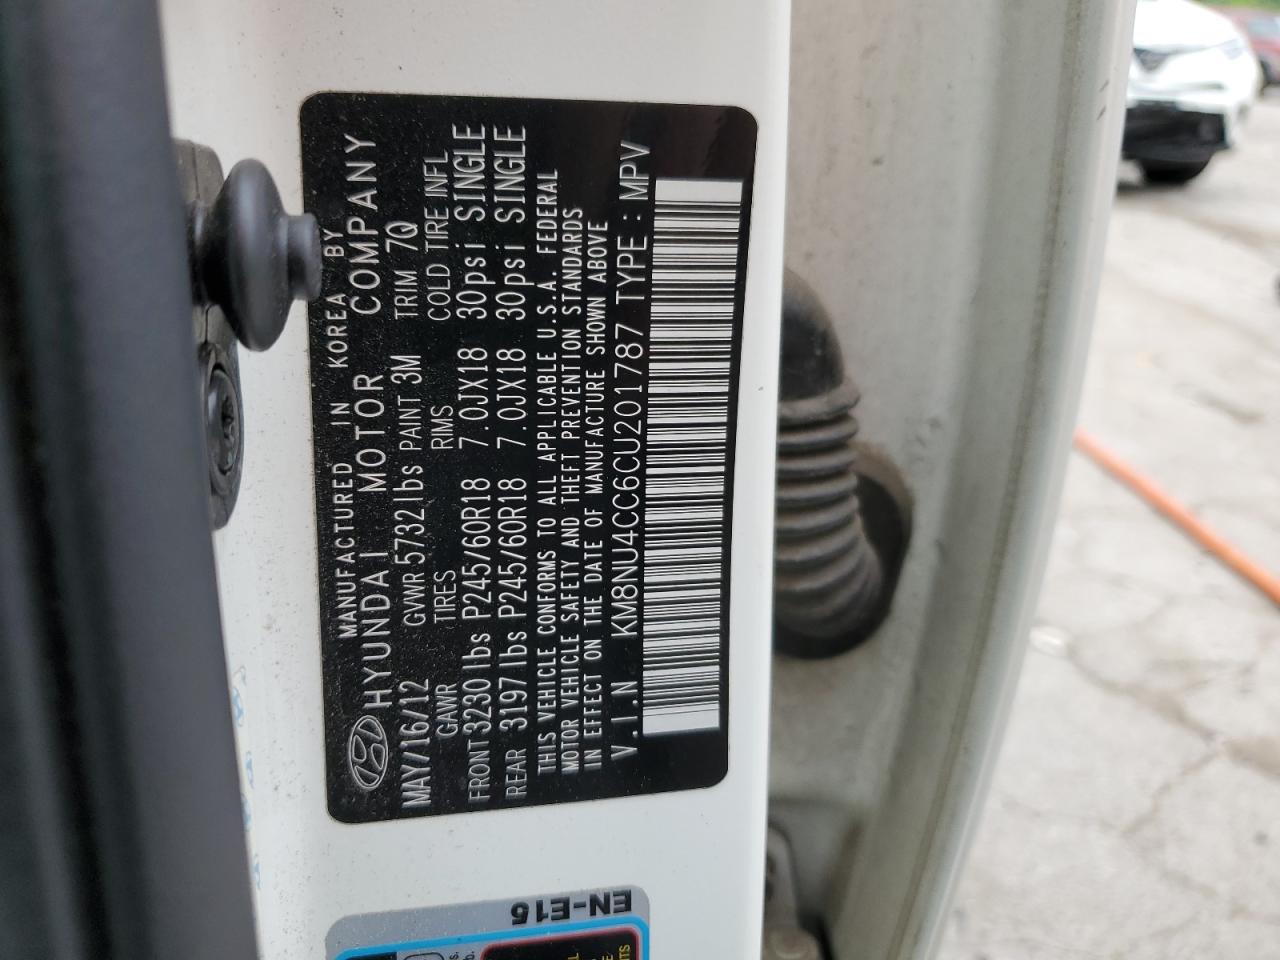 MANUFACTURED IN KOREA BY
HYUNDAI MOTOR COMPANY
MAY/16/12 GVWR 5732lbs PAINT 3M TRIM 7Q
GAWR TIRES RIMS COLD TIRE INFL
FRONT 3230lbs P245/60R18 7.0JX18 30psi SINGLE
REAR 3197lbs P245/60R18 7.0JX18 30psi SINGLE
THIS VEHICLE CONFORMS TO ALL APPLICABLE U.S.A. FEDERAL
MOTOR VEHICLE SAFETY AND THEFT PREVENTION STANDARDS
IN EFFECT ON THE DATE OF MANUFACTURE SHOWN ABOVE
V.I.N KM8NU4CC6CU201787 TYPE : MPV
EN-E15